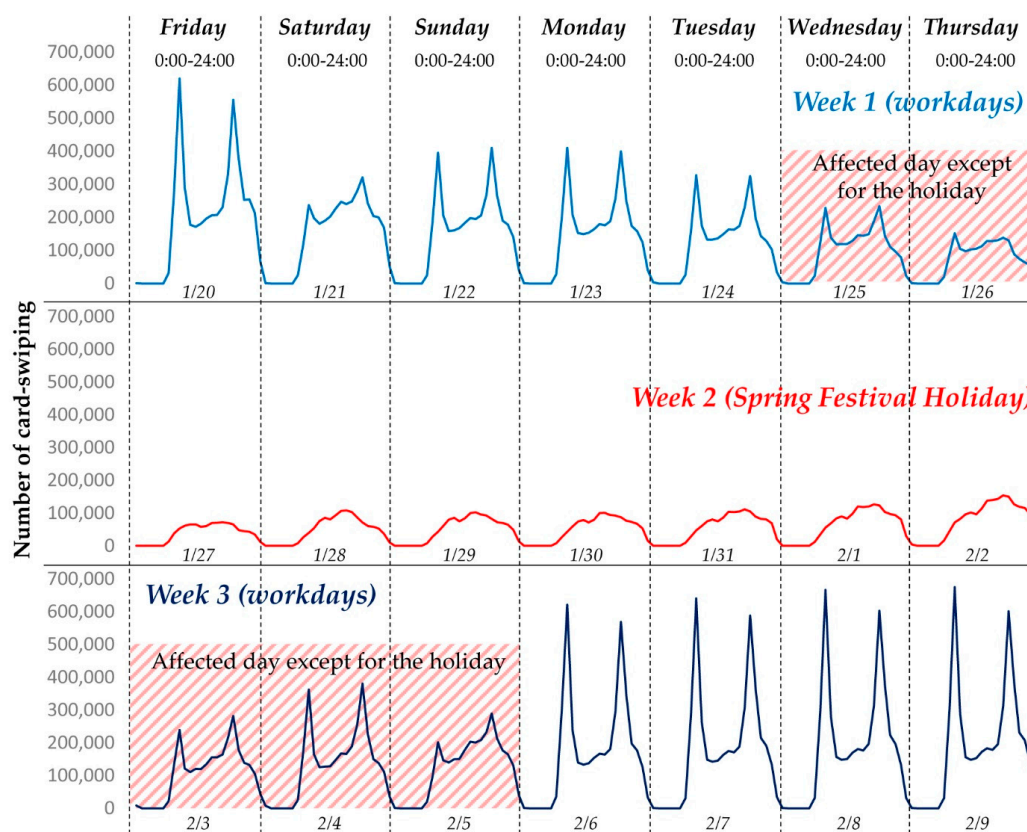 Friday Saturday Sunday Monday Tuesday Wednesday Thursday
0:00-24:00 0:00-24:00 0:00-24:00 0:00-24:00 0:00-24:00 0:00-24:00 0:00-24:00
Number of card-swiping
700,000
600,000
500,000
400,000
300,000
200,000
100,000
0
Week 1 (workdays)
Affected day except
for the holiday
1/20 1/21 1/22 1/23 1/24 1/25 1/26
700,000
600,000
500,000
400,000
300,000
200,000
100,000
0
Week 2 (Spring Festival Holiday)
1/27 1/28 1/29 1/30 1/31 2/1 2/2
700,000
600,000
500,000
400,000
300,000
200,000
100,000
0
Week 3 (workdays)
Affected day except for the holiday
2/3 2/4 2/5 2/6 2/7 2/8 2/9